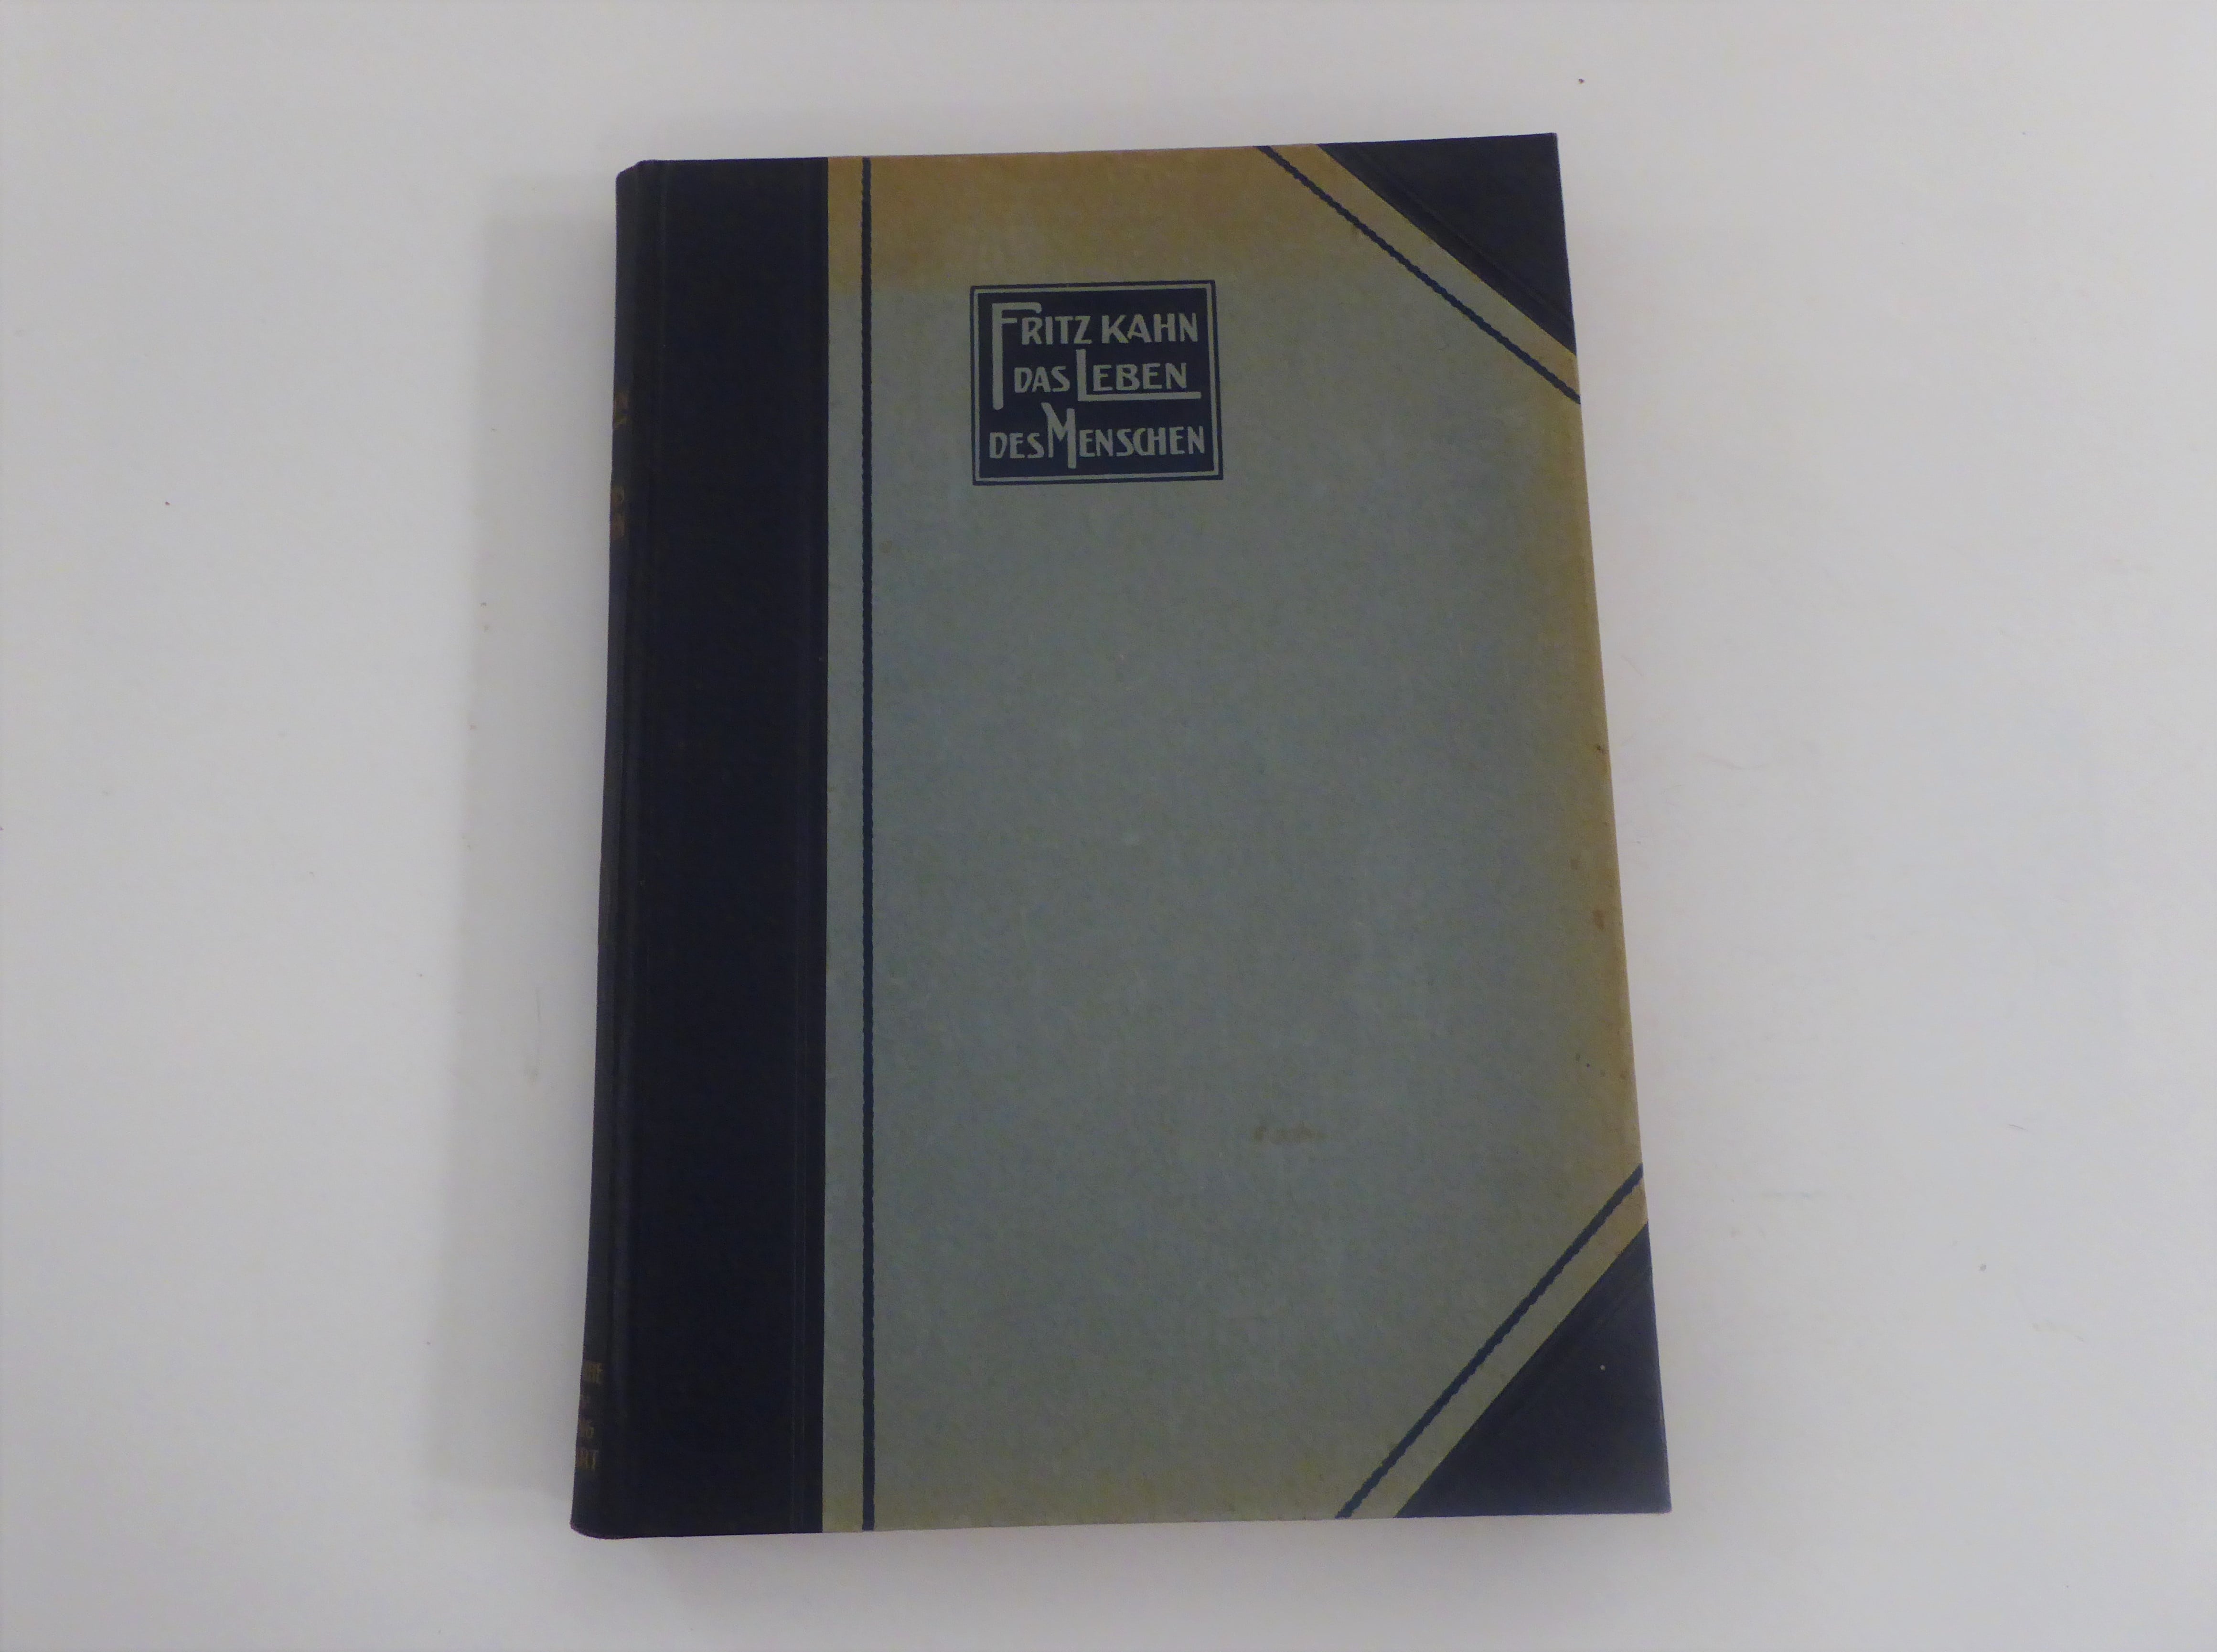 FRITZ KAHN
DAS LEBEN
DES MENSCHEN